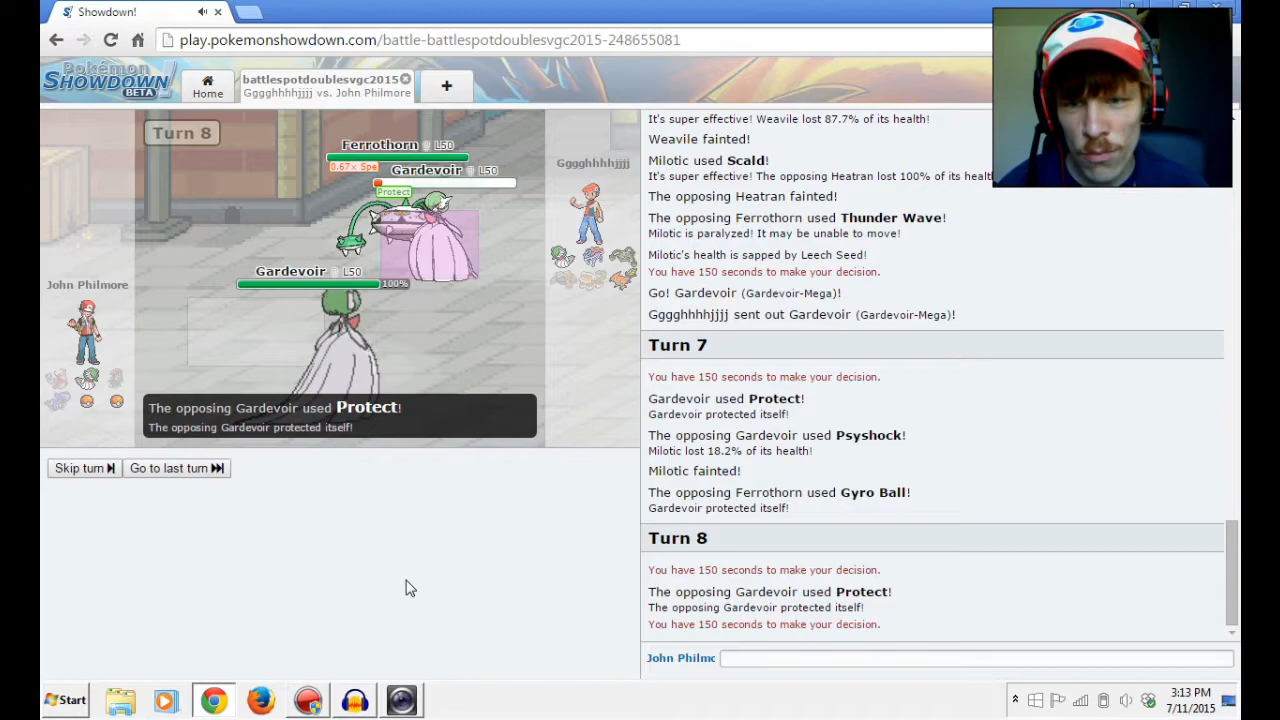 Showdown!
play.pokemonshowdown.com/battle-battlespotdoublesvgc2015-248655081
Pokémon
SHOWDOWN
BETA
Home
battlespotdoublesvgc2015
Gggghhhhjjjj vs. John Philmore
+
Turn 8
Ferrothorn L50
0.67× Spe
Gardevoir L50
Protect
Gardevoir L50
100%
John Philmore
Gggghhhhjjjj
The opposing Gardevoir used Protect!
The opposing Gardevoir protected itself!
Skip turn
Go to last turn
It's super effective! Weavile lost 87.7% of its health!
Weavile fainted!
Milotic used Scald!
It's super effective! The opposing Heatran lost 100% of its healt
The opposing Heatran fainted!
The opposing Ferrothorn used Thunder Wave!
Milotic is paralyzed! It may be unable to move!
Milotic's health is sapped by Leech Seed!
You have 150 seconds to make your decision.
Go! Gardevoir (Gardevoir-Mega)!
Gggghhhhjjjj sent out Gardevoir (Gardevoir-Mega)!
Turn 7
You have 150 seconds to make your decision.
Gardevoir used Protect!
Gardevoir protected itself!
The opposing Gardevoir used Psyshock!
Milotic lost 18.2% of its health!
Milotic fainted!
The opposing Ferrothorn used Gyro Ball!
Gardevoir protected itself!
Turn 8
You have 150 seconds to make your decision.
The opposing Gardevoir used Protect!
The opposing Gardevoir protected itself!
You have 150 seconds to make your decision.
John Philmc
Start
3:13 PM
7/11/2015